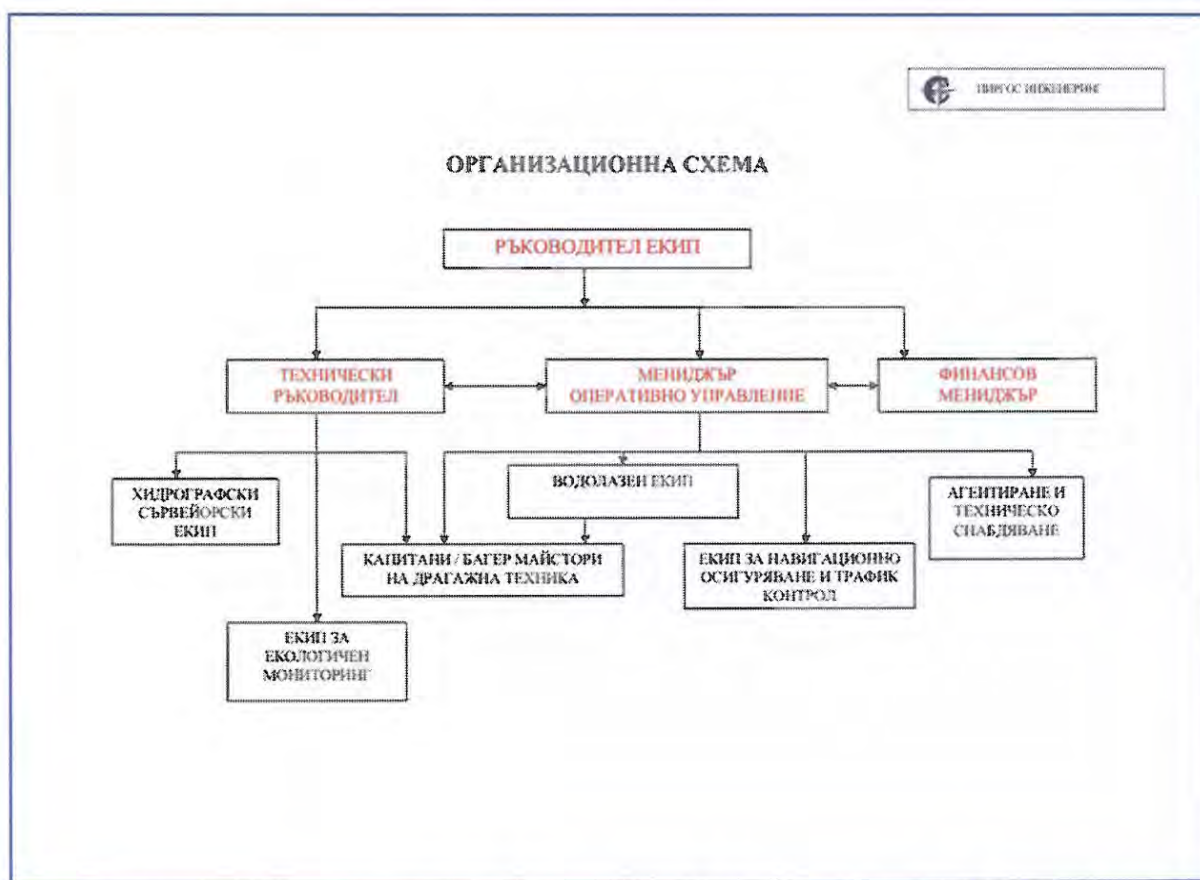 ПИРГОС ИНЖЕНЕРИНГ
ОРГАНИЗАЦИОННА СХЕМА
РЪКОВОДИТЕЛ ЕКИП
ТЕХНИЧЕСКИ
РЪКОВОДИТЕЛ
МЕНИДЖЪР
ОПЕРАТИВНО УПРАВЛЕНИЕ
ФИНАНСОВ
МЕНИДЖЪР
ХИДРОГРАФСКИ
СЪРВЕЙОРСКИ
ЕКИП
ВОДОЛАЗЕН ЕКИП
АГЕНТИРАНЕ И
ТЕХНИЧЕСКО
СНАБДЯВАНЕ
КАПИТАНИ / БАГЕР МАЙСТОРИ
НА ДРАГАЖНА ТЕХНИКА
ЕКИП ЗА НАВИГАЦИОННО
ОСИГУРЯВАНЕ И ТРАФИК
КОНТРОЛ
ЕКИП ЗА
ЕКОЛОГИЧЕН
МОНИТОРИНГ